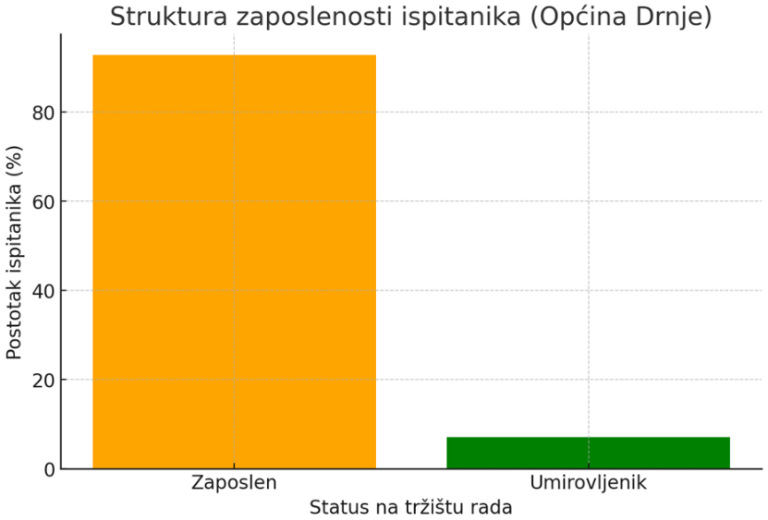 Struktura zaposlenosti ispitanika (Općina Drnje)
Postotak ispitanika (%)
80
60
40
20
0
Zaposlen
Umirovljenik
Status na tržištu rada